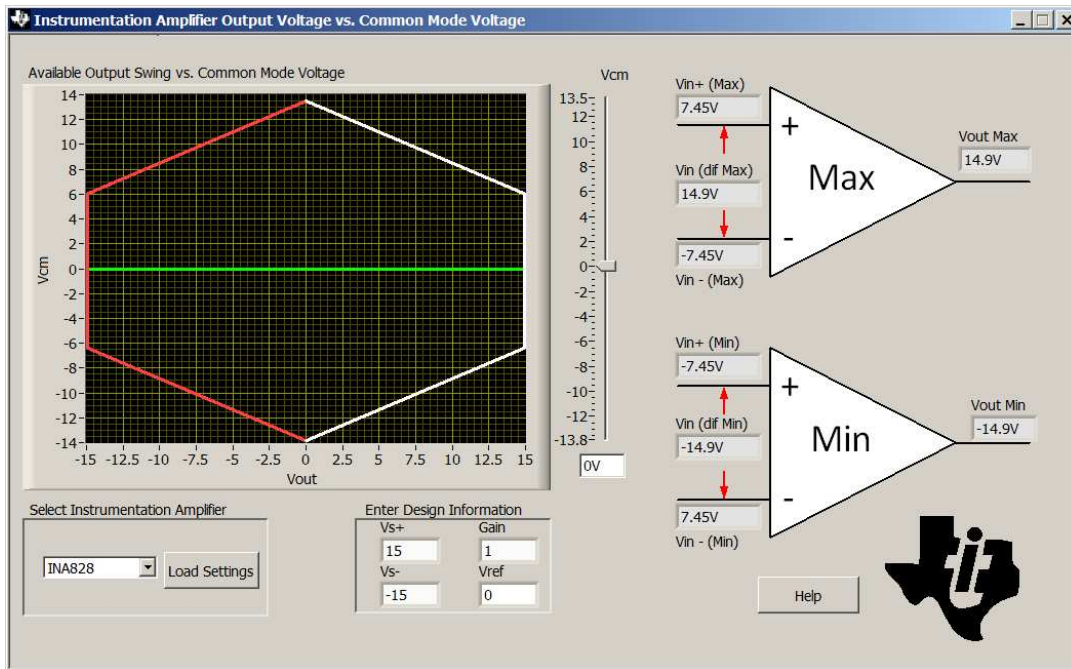 Instrumentation Amplifier Output Voltage vs. Common Mode Voltage
Available Output Swing vs. Common Mode Voltage
Vcm
14
12
10
8
6
4
2
0
-2
-4
-6
-8
-10
-12
-14
-15 -12.5 -10 -7.5 -5 -2.5 0 2.5 5 7.5 10 12.5 15
Vout
Vcm
13.5
12
10
8
6
4
2
0
-2
-4
-6
-8
-10
-12
-13.8
0V
Vin+ (Max)
7.45V
Vin (dif Max)
14.9V
-7.45V
Vin - (Max)
+
Max
-
Vout Max
14.9V
Vin+ (Min)
-7.45V
Vin (dif Min)
-14.9V
7.45V
Vin - (Min)
+
Min
-
Vout Min
-14.9V
Select Instrumentation Amplifier
INA828
Load Settings
Enter Design Information
Vs+ Gain
15 1
Vs- Vref
-15 0
Help